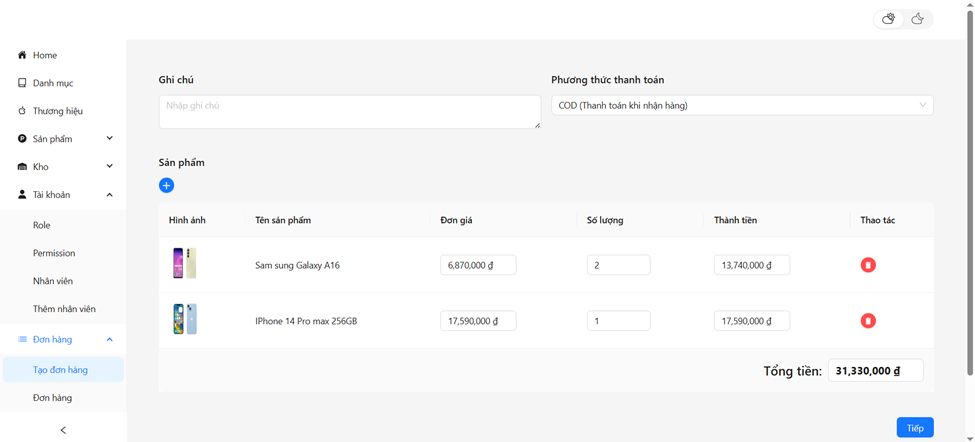 Home
Danh mục
Thương hiệu
Sản phẩm
Kho
Tài khoản
Role
Permission
Nhân viên
Thêm nhân viên
Đơn hàng
Tạo đơn hàng
Đơn hàng
Ghi chú
Nhập ghi chú
Phương thức thanh toán
COD (Thanh toán khi nhận hàng)
Sản phẩm
Hình ảnh Tên sản phẩm Đơn giá Số lượng Thành tiền Thao tác
Sam sung Galaxy A16 6,870,000 ₫ 2 13,740,000 ₫
IPhone 14 Pro max 256GB 17,590,000 ₫ 1 17,590,000 ₫
Tổng tiền: 31,330,000 ₫
Tiếp